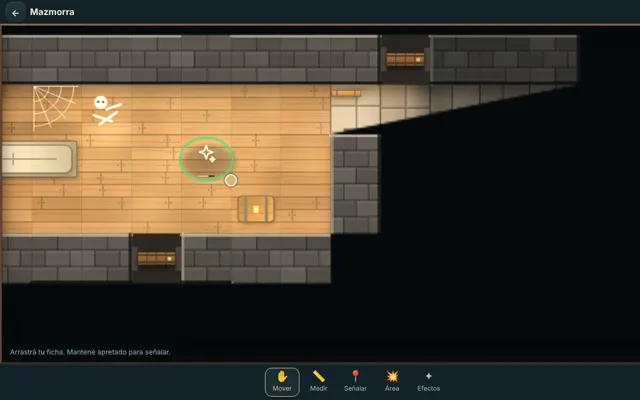 Mazmorra
Arrastrá tu ficha. Mantené apretado para señalar.
Mover
Medir
Señalar
Área
Efectos